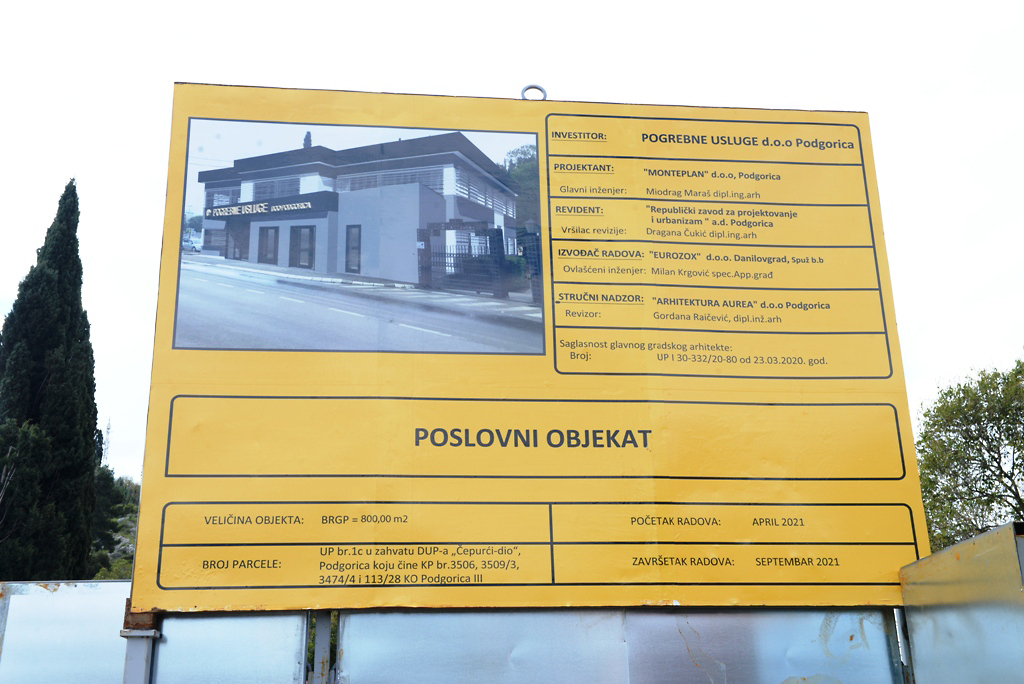 POGREBNE USLUGE DOO PODGORICA
INVESTITOR: POGREBNE USLUGE d.o.o Podgorica
PROJEKTANT: "MONTEPLAN" d.o.o, Podgorica
Glavni inženjer: Miodrag Maraš dipl.ing.arh
REVIDENT: "Republički zavod za projektovanje
i urbanizam" a.d. Podgorica
Vršilac revizije: Dragana Čukić dipl.ing.arh
IZVOĐAČ RADOVA: "EUROZOX" d.o.o. Danilovgrad, Spuž b.b
Ovlašćeni inženjer: Milan Krgović spec.App.građ
STRUČNI NADZOR: "ARHITEKTURA AUREA" d.o.o Podgorica
Revizor: Gordana Raičević, dipl.inž.arh
Saglasnost glavnog gradskog arhitekte:
Broj: UP I 30-332/20-80 od 23.03.2020. god.
POSLOVNI OBJEKAT
VELIČINA OBJEKTA: BRGP = 800,00 m2
POČETAK RADOVA: APRIL 2021
BROJ PARCELE: UP br.1c u zahvatu DUP-a „Čepurći-dio“,
Podgorica koju čine KP br.3506, 3509/3,
3474/4 i 113/28 KO Podgorica III
ZAVRŠETAK RADOVA: SEPTEMBAR 2021